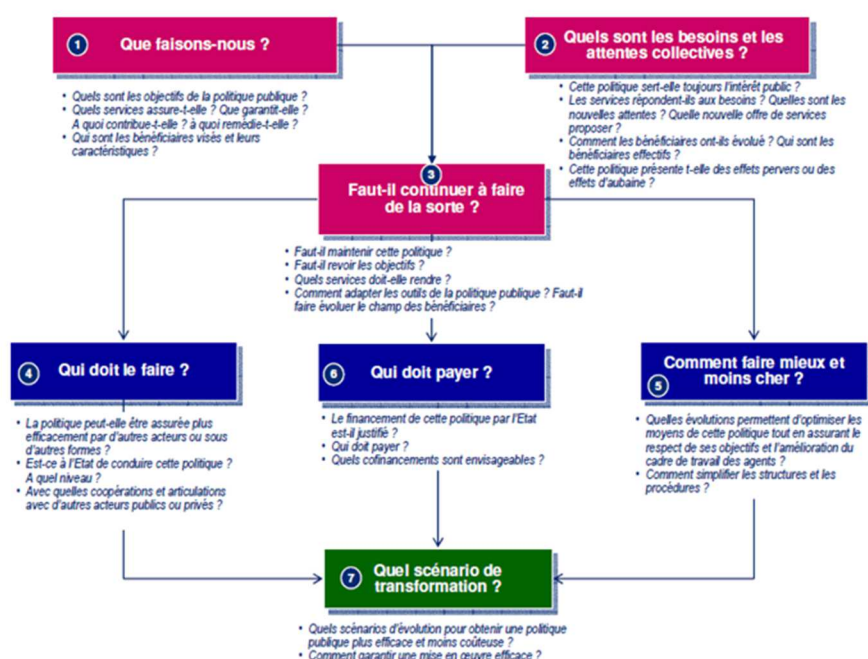 1
Que faisons-nous ?
• Quels sont les objectifs de la politique publique ?
• Quels services assure-t-elle ? Que garantit-elle ?
A quoi contribue-t-elle ? à quoi remédie-t-elle ?
• Qui sont les bénéficiaires visés et leurs
caractéristiques ?
2
Quels sont les besoins et les
attentes collectives ?
• Cette politique sert-elle toujours l'intérêt public ?
• Les services répondent-ils aux besoins ? Quelles sont les
nouvelles attentes ? Quelle nouvelle offre de services
proposer ?
• Comment les bénéficiaires ont-ils évolué ? Qui sont les
bénéficiaires effectifs ?
• Cette politique présente t-elle des effets pervers ou des
effets d'aubaine ?
3
Faut-il continuer à faire
de la sorte ?
• Faut-il maintenir cette politique ?
• Faut-il revoir les objectifs ?
• Quels services doit-elle rendre ?
• Comment adapter les outils de la politique publique ? Faut-il
faire évoluer le champ des bénéficiaires ?
4
Qui doit le faire ?
• La politique peut-elle être assurée plus
efficacement par d'autres acteurs ou sous
d'autres formes ?
• Est-ce à l'Etat de conduire cette politique ?
A quel niveau ?
• Avec quelles coopérations et articulations
avec d'autres acteurs publics ou privés ?
6
Qui doit payer ?
• Le financement de cette politique par l'Etat
est-il justifié ?
• Qui doit payer ?
• Quels cofinancements sont envisageables ?
Comment faire mieux et
moins cher ?
5
• Quelles évolutions permettent d'optimiser les
moyens de cette politique tout en assurant le
respect de ses objectifs et l'amélioration du
cadre de travail des agents ?
• Comment simplifier les structures et les
procédures ?
7
Quel scénario de
transformation ?
• Quels scénarios d'évolution pour obtenir une politique
publique plus efficace et moins coûteuse ?
• Comment garantir une mise en œuvre efficace ?